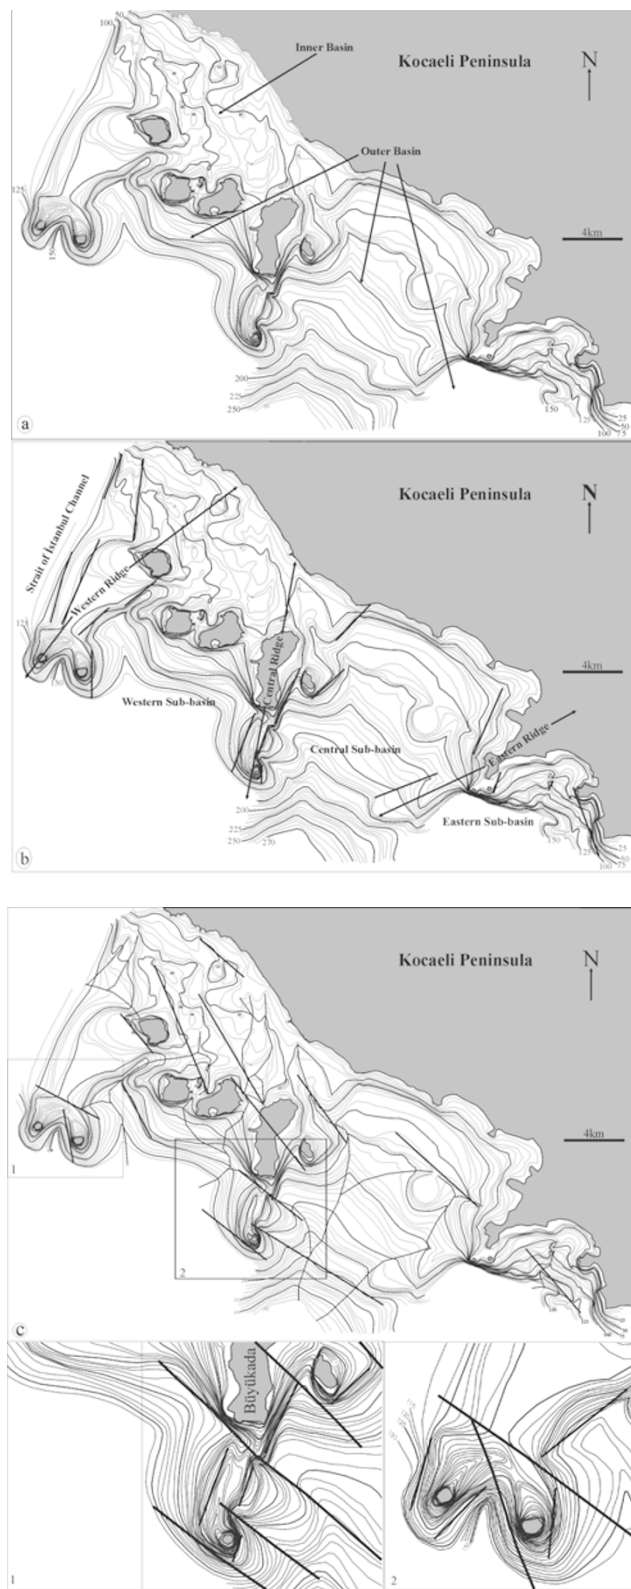 50
100
Inner Basin
Kocaeli Peninsula
N
Outer Basin
125
150
4km
200
225
250
150
125
25
50
75
100
a
Strait of İstanbul Channel
Kocaeli Peninsula
N
Western Ridge
125
150
Central Ridge
4km
Western Sub-basin
Central Sub-basin
Eastern Ridge
200
225
250
270
Eastern Sub-basin
150
125
25
50
75
100
b
Kocaeli Peninsula
N
4km
1
2
c
Büyükada
1
2